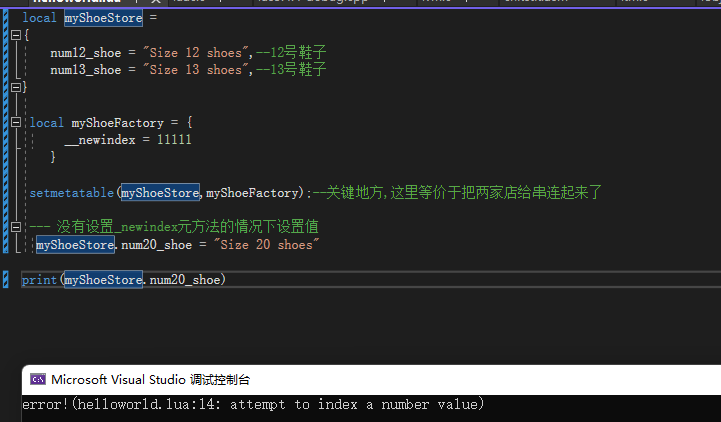 local myShoeStore =
{
num12_shoe = "Size 12 shoes",--12号鞋子
num13_shoe = "Size 13 shoes",--13号鞋子
}
local myShoeFactory = {
__newindex = 11111
}
setmetatable(myShoeStore,myShoeFactory);--关键地方,这里等价于把两家店给串连起来了
--- 没有设置_newindex元方法的情况下设置值
myShoeStore.num20_shoe = "Size 20 shoes"
print(myShoeStore.num20_shoe)
Microsoft Visual Studio 调试控制台
error!(helloworld.lua:14: attempt to index a number value)